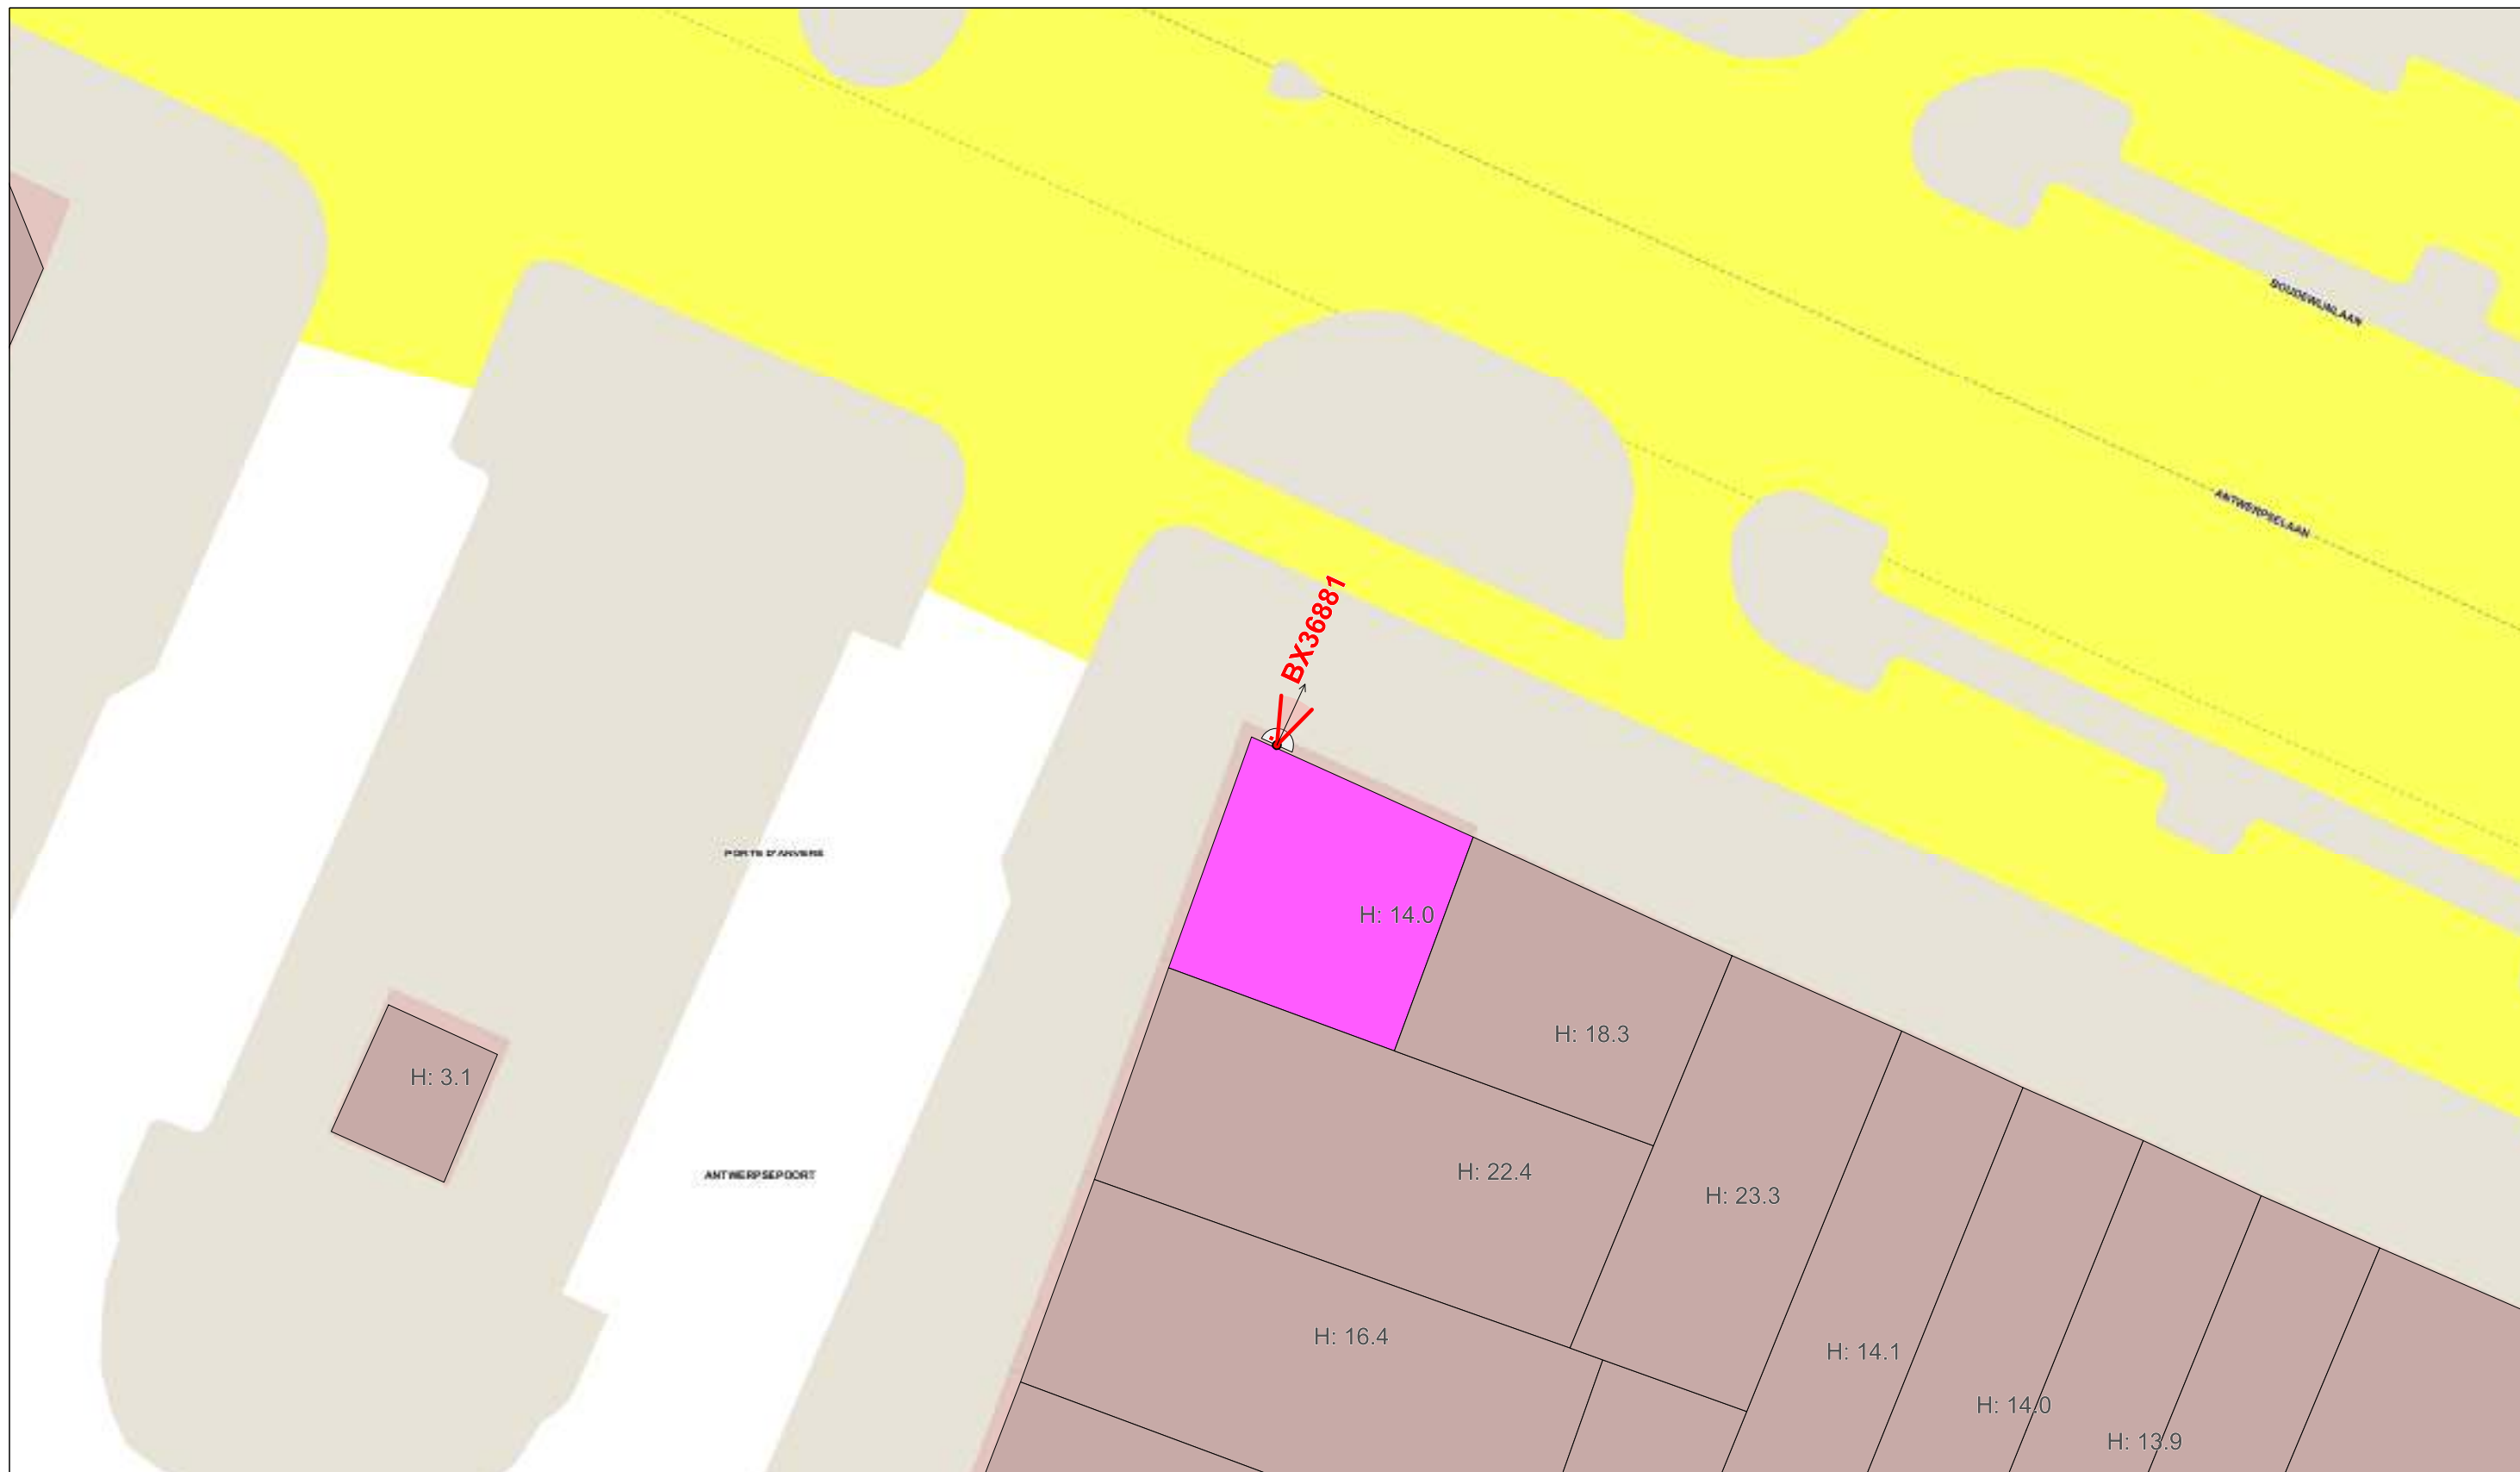 BOUDEWIJNLAAN
ANTWERPSELAAN
BX36881
PORTE D'ANVERS
H: 14.0
H: 18.3
H: 3.1
ANTWERPSEPOORT
H: 22.4
H: 23.3
H: 16.4
H: 14.1
H: 14.0
H: 13.9